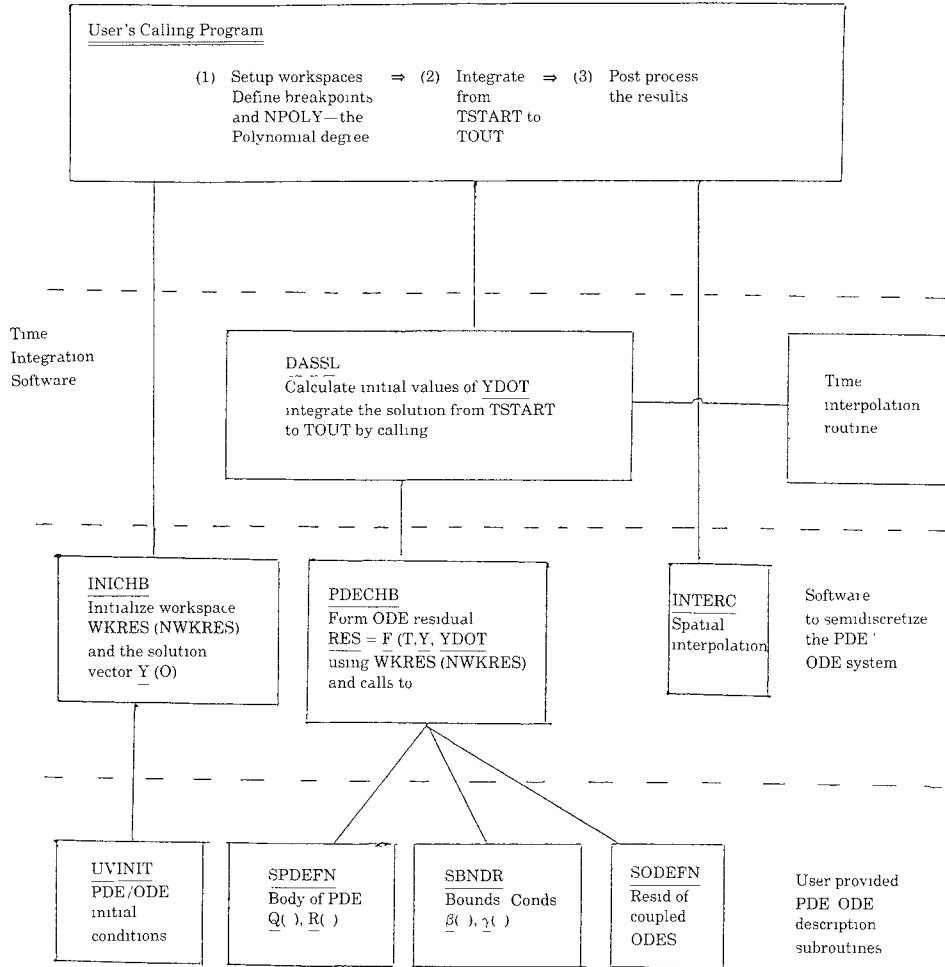 User's Calling Program
(1) Setup workspaces ⇒ (2) Integrate ⇒ (3) Post process
Define breakpoints from the results
and NPOLY—the TSTART to
Polynomial degree TOUT
Time
Integration
Software
DASSL
Calculate initial values of YDOT
integrate the solution from TSTART
to TOUT by calling
Time
interpolation
routine
INICHB
Initialize workspace
WKRES (NWKRES)
and the solution
vector Y (O)
PDECHB
Form ODE residual
RES = F (T,Y, YDOT
using WKRES (NWKRES)
and calls to
INTERC
Spatial
interpolation
Software
to semidiscretize
the PDE '
ODE system
UVINIT
PDE/ODE
initial
conditions
SPDEFN
Body of PDE
Q( ), R( )
SBNDR
Bounds Conds
β( ), γ( )
SODEFN
Resid of
coupled
ODES
User provided
PDE ODE
description
subroutines